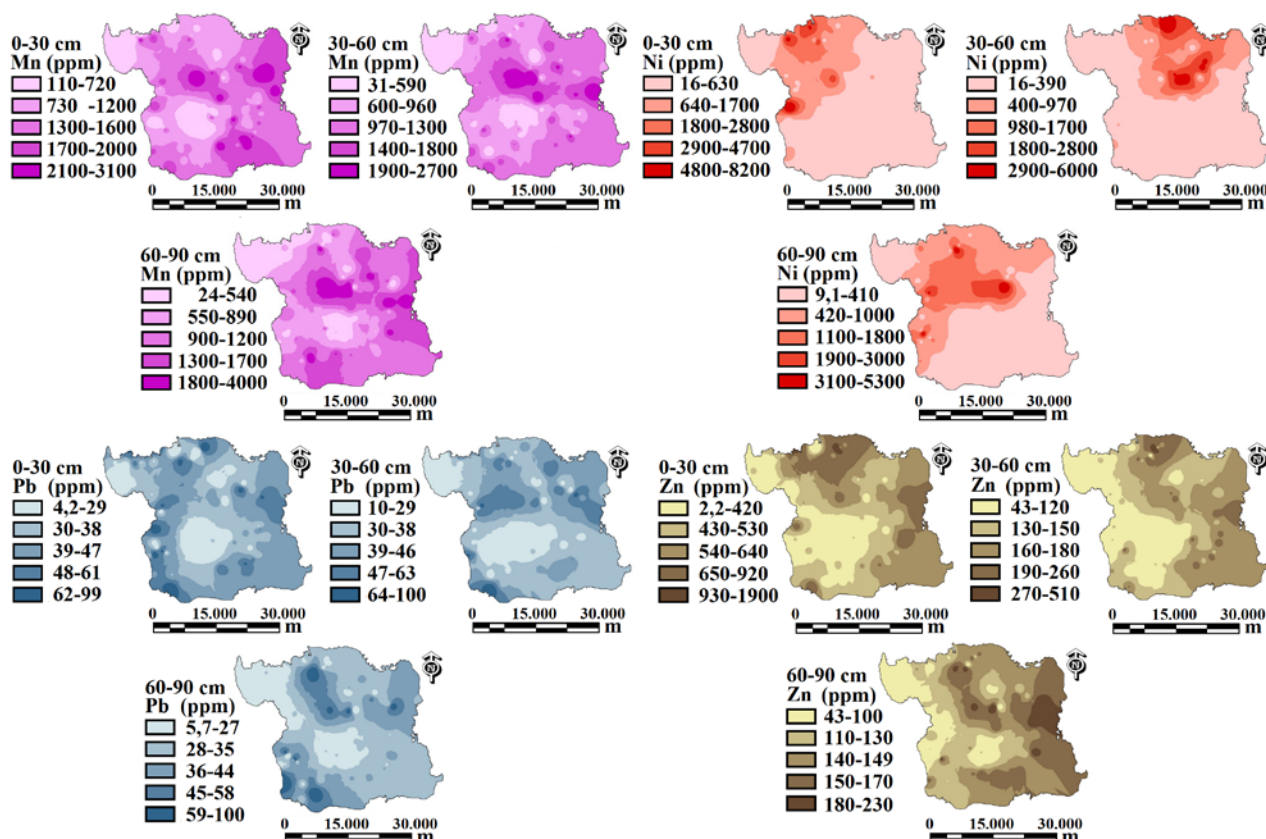 0-30 cm
Mn (ppm)
110-720
730 -1200
1300-1600
1700-2000
2100-3100
0 15.000 30.000
m
30-60 cm
Mn (ppm)
31-590
600-960
970-1300
1400-1800
1900-2700
0 15.000 30.000
m
0-30 cm
Ni (ppm)
16-630
640-1700
1800-2800
2900-4700
4800-8200
0 15.000 30.000
m
30-60 cm
Ni (ppm)
16-390
400-970
980-1700
1800-2800
2900-6000
0 15.000 30.000
m
60-90 cm
Mn (ppm)
24-540
550-890
900-1200
1300-1700
1800-4000
0 15.000 30.000
m
60-90 cm
Ni (ppm)
9,1-410
420-1000
1100-1800
1900-3000
3100-5300
0 15.000 30.000
m
0-30 cm
Pb (ppm)
4,2-29
30-38
39-47
48-61
62-99
0 15.000 30.000
m
30-60 cm
Pb (ppm)
10-29
30-38
39-46
47-63
64-100
0 15.000 30.000
m
0-30 cm
Zn (ppm)
2,2-420
430-530
540-640
650-920
930-1900
0 15.000 30.000
m
30-60 cm
Zn (ppm)
43-120
130-150
160-180
190-260
270-510
0 15.000 30.000
m
60-90 cm
Pb (ppm)
5,7-27
28-35
36-44
45-58
59-100
0 15.000 30.000
m
60-90 cm
Zn (ppm)
43-100
110-130
140-149
150-170
180-230
0 15.000 30.000
m